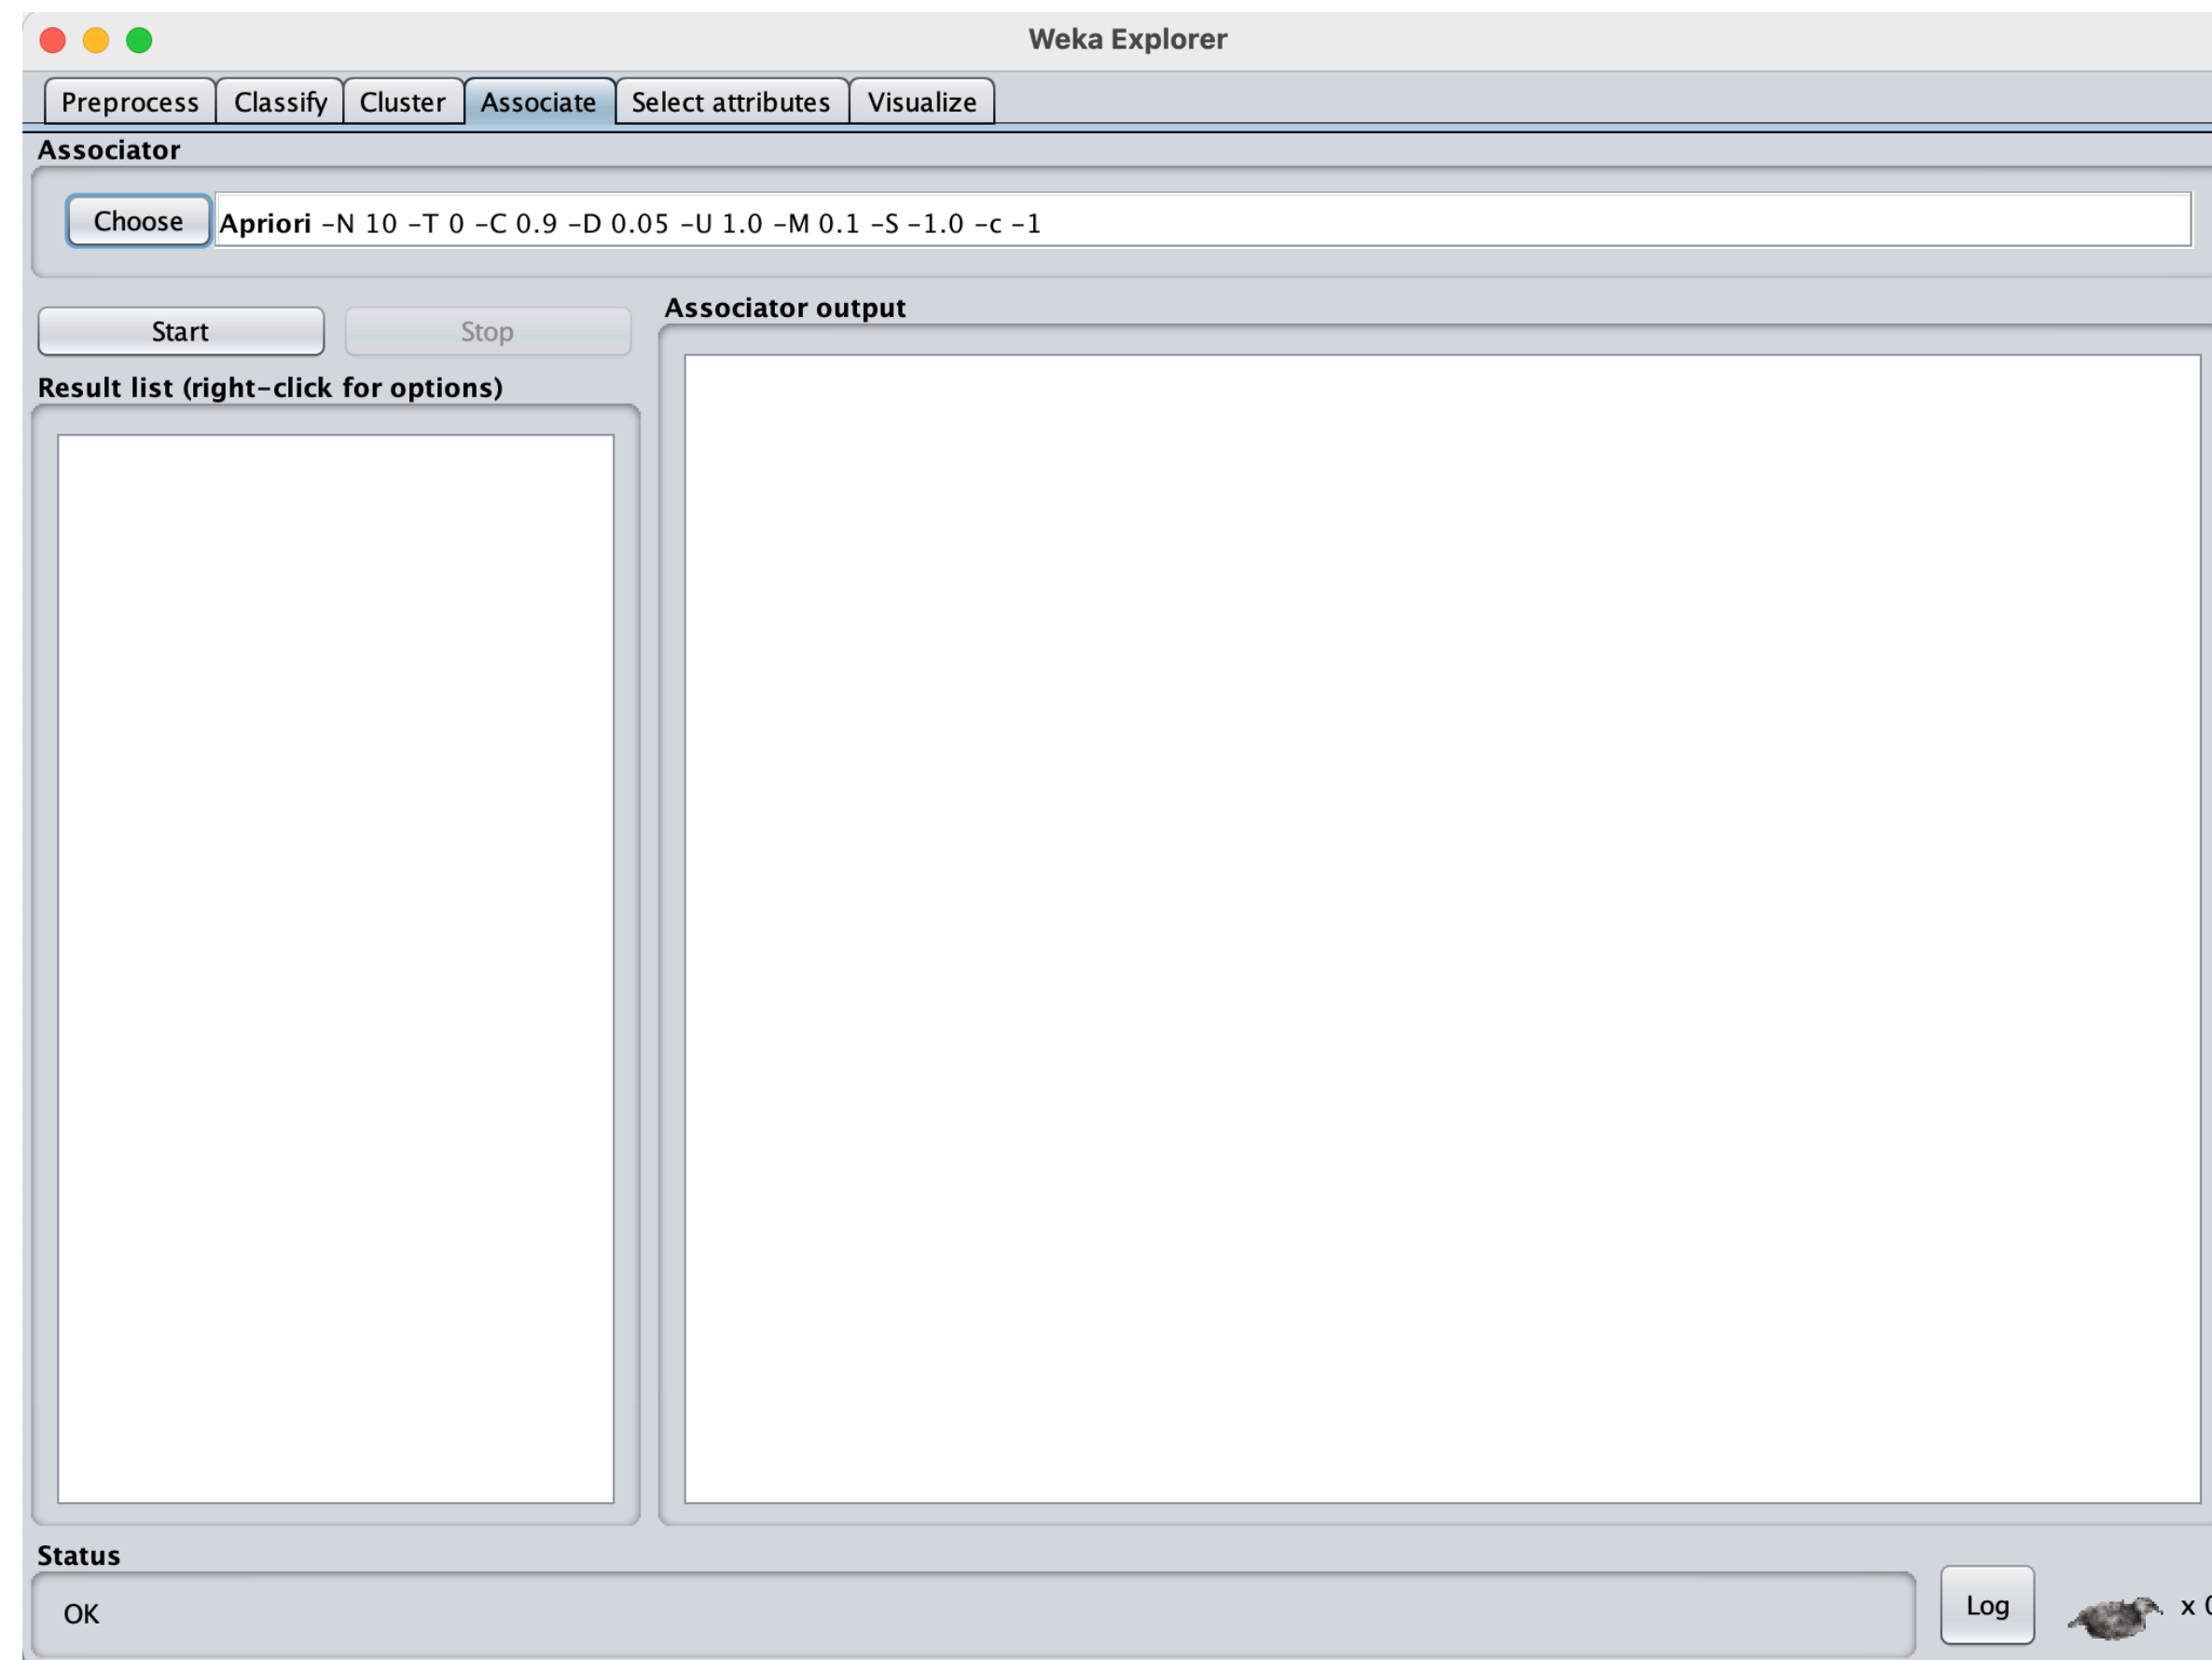 Weka Explorer
Preprocess Classify Cluster Associate Select attributes Visualize
Associator
Choose Apriori -N 10 -T 0 -C 0.9 -D 0.05 -U 1.0 -M 0.1 -S -1.0 -c -1
Start Stop
Associator output
Result list (right-click for options)
Status
OK
Log
x